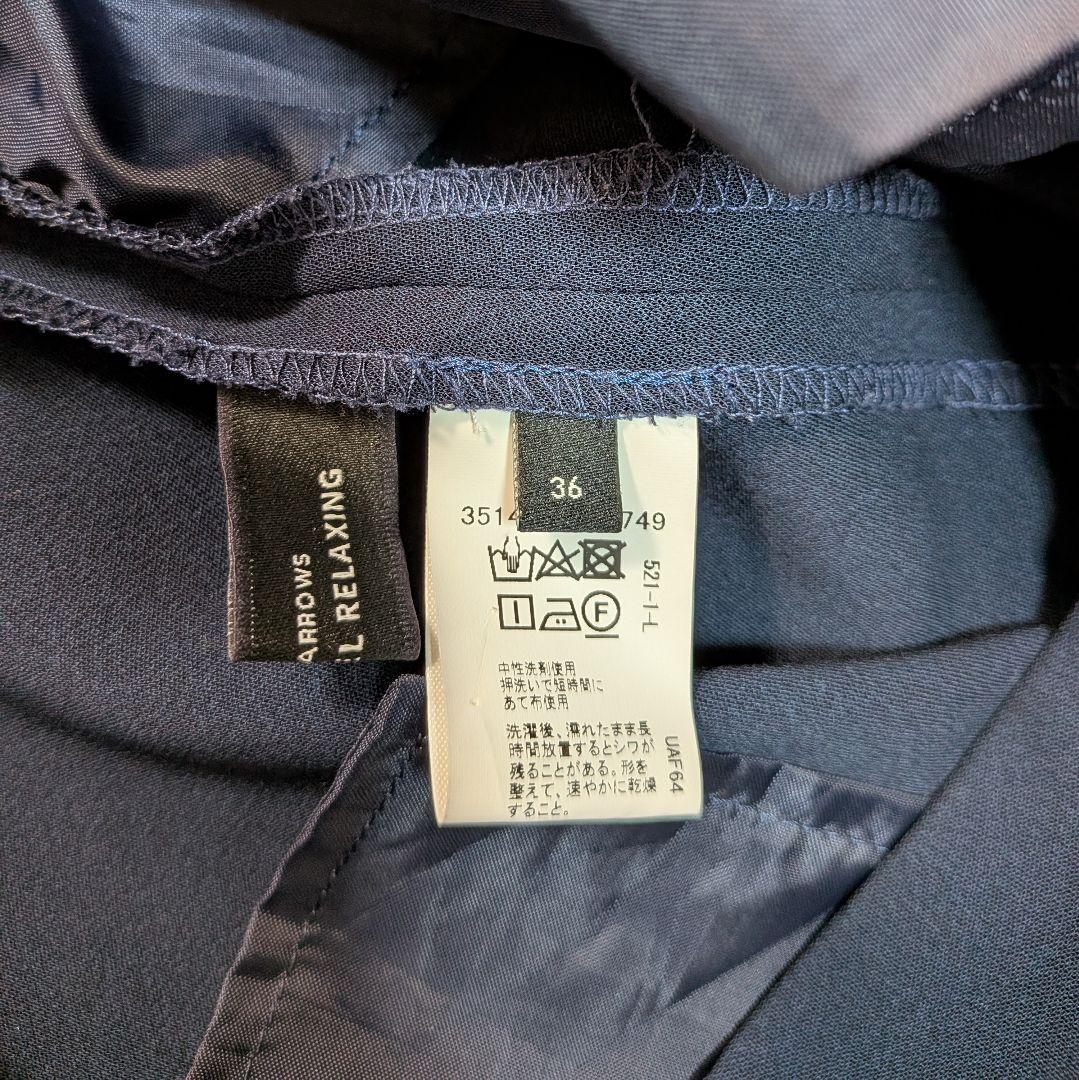 ARROWS
L RELAXING
36
3514 749
521-1-L
F
中性洗剤使用
押洗いで短時間に
あて布使用
洗濯後、濡れたまま長
時間放置するとシワが
残ることがある。形を
整えて、速やかに乾燥
すること。
UAF64